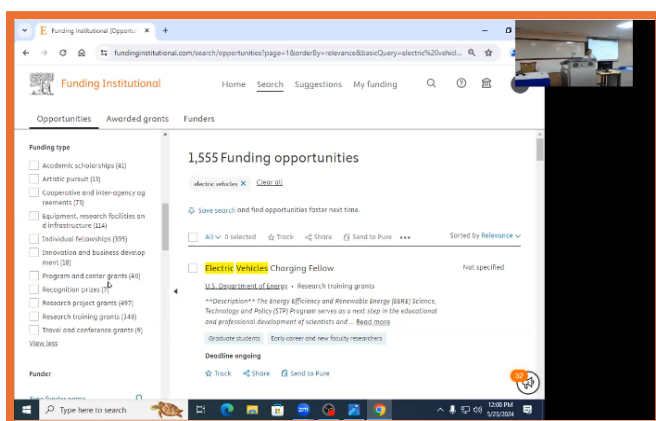 Funding Institutional |Opportu
fundinginstitutional.com/search/opportunities?page=1&orderBy=relevance&basicQuery=electric%20vehicl...
Funding Institutional
Home Search Suggestions My funding
Opportunities Awarded grants Funders
Funding type
Academic scholarships (41)
Artistic pursuit (13)
Cooperative and inter-agency ag
reements (73)
Equipment, research facilities an
d infrastructure (114)
Individual fellowships (395)
Innovation and business develop
ment (18)
Program and center grants (40)
Recognition prizes (7)
Research project grants (497)
Research training grants (348)
Travel and conference grants (9)
View less
Funder
Type funder name
1,555 Funding opportunities
electric vehicles X Clear all
Save search and find opportunities faster next time.
All 0 selected Track Share Send to Pure ••• Sorted by Relevance
Electric Vehicles Charging Fellow Not specified
U.S. Department of Energy • Research training grants
**Description** The Energy Efficiency and Renewable Energy (EERE) Science,
Technology and Policy (STP) Program serves as a next step in the educational
and professional development of scientists and ... Read more
Graduate students Early career and new faculty researchers
Deadline ongoing
Track Share Send to Pure
32
Type here to search
12:00 PM
5/23/2024